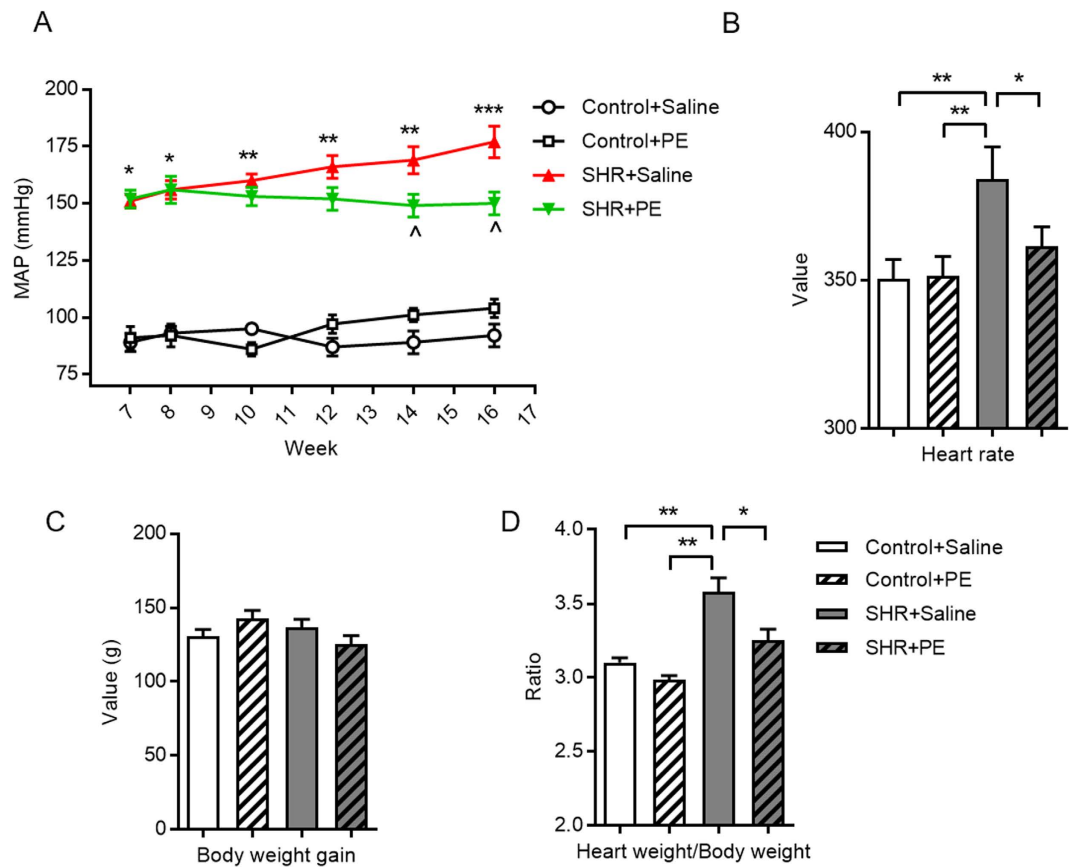 A
200
175
150
125
100
75
MAP (mmHg)
* * ** ** ** ***
^ ^
7 8 9 10 11 12 13 14 15 16 17
Week
Control+Saline
Control+PE
SHR+Saline
SHR+PE
B
** *
**
400
350
300
Value
Heart rate
C
200
150
100
50
0
Value (g)
Body weight gain
D
** *
**
4.0
3.5
3.0
2.5
2.0
Ratio
Heart weight/Body weight
Control+Saline
Control+PE
SHR+Saline
SHR+PE